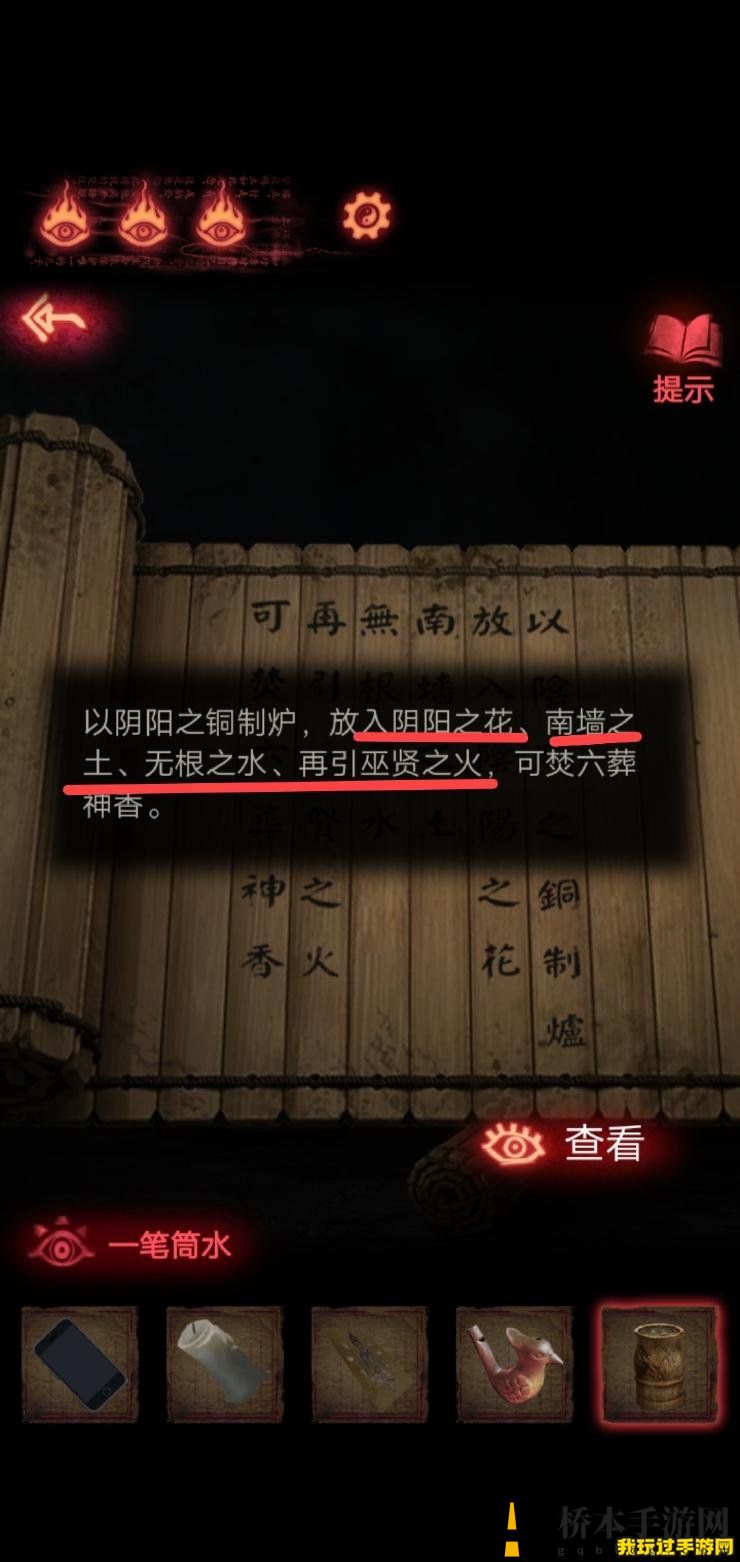 提示
可再無南放以
焚引根墙入陰
以阴阳之铜制炉，放入阴阳之花、南墙之
土、无根之水、再引巫贤之火，可焚六葬
神香。
賢水土陽之
神之之銅
香火花制
爐
查看
一笔筒水
桥本手游网
我玩过手游网